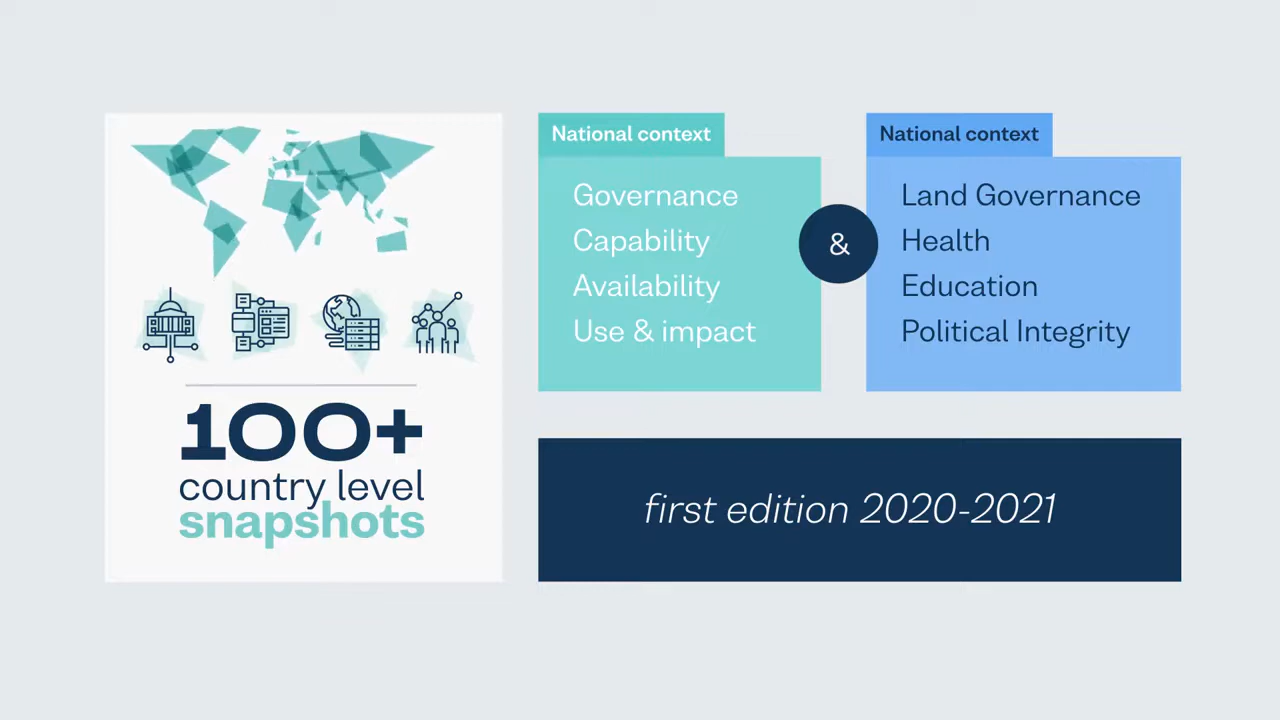 100+
country level
snapshots
National context
Governance
Capability
Availability
Use & impact
&
National context
Land Governance
Health
Education
Political Integrity
first edition 2020-2021